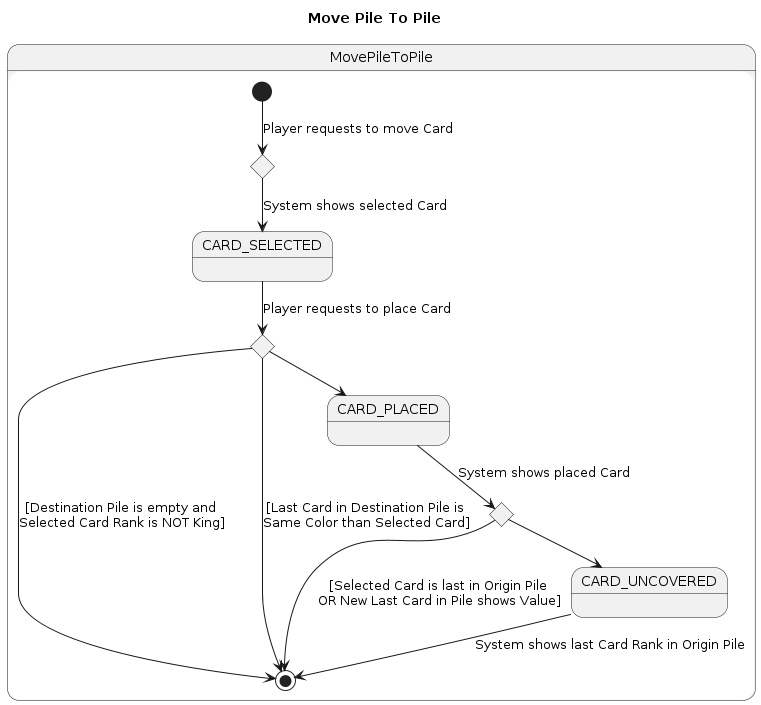 Move Pile To Pile
MovePileToPile
Player requests to move Card
System shows selected Card
CARD_SELECTED
Player requests to place Card
CARD_PLACED
System shows placed Card
[Destination Pile is empty and
Selected Card Rank is NOT King]
[Last Card in Destination Pile is
Same Color than Selected Card]
CARD_UNCOVERED
[Selected Card is last in Origin Pile
OR New Last Card in Pile shows Value]
System shows last Card Rank in Origin Pile